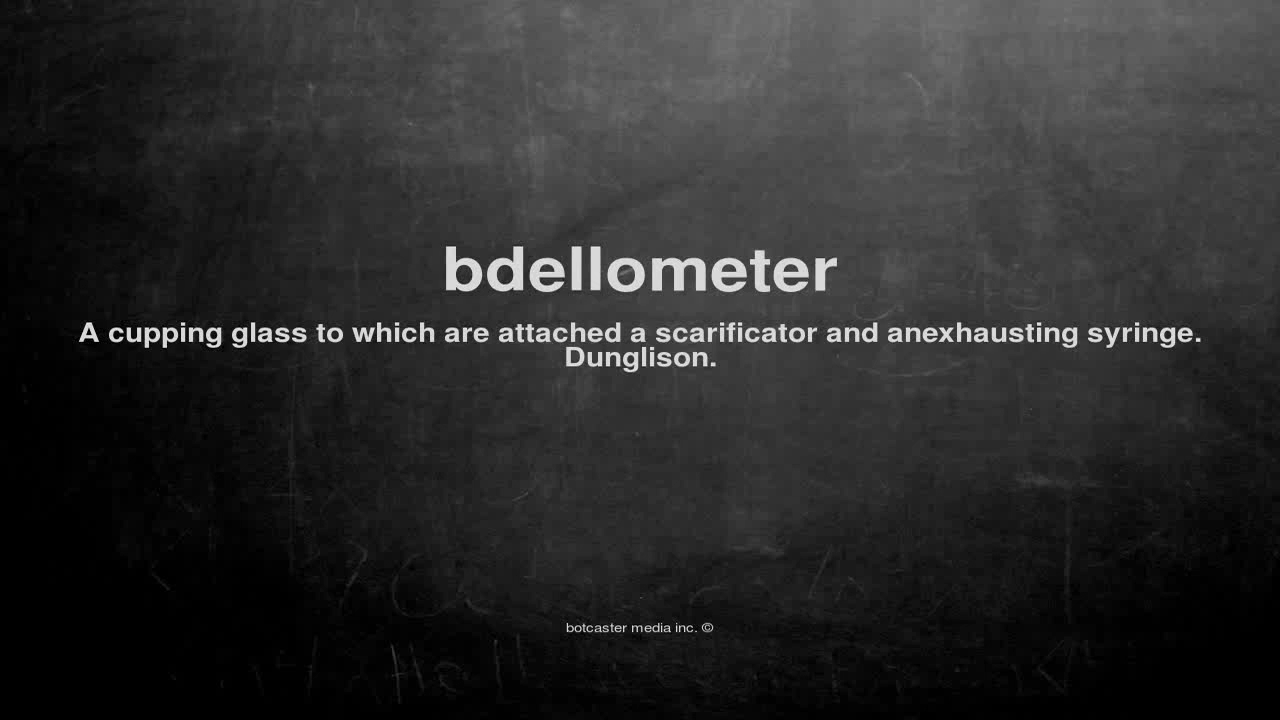 bdellometer
A cupping glass to which are attached a scarificator and anexhausting syringe.
Dunglison.
botcaster media inc. ©